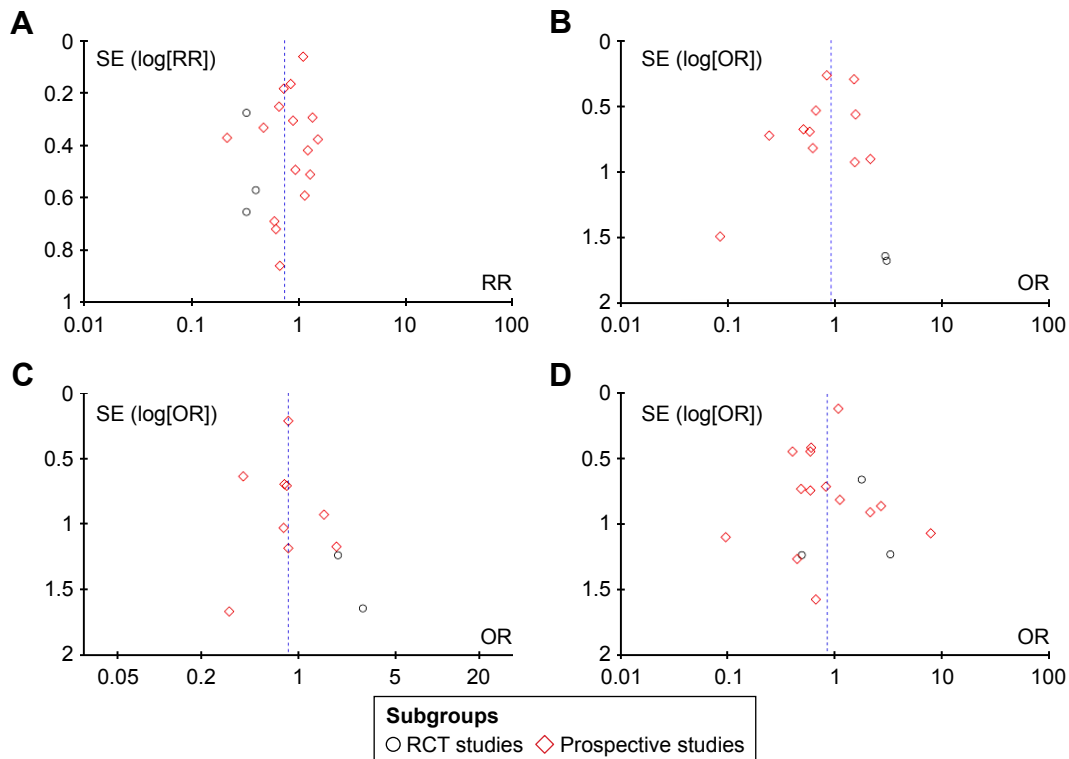 A
SE (log[RR])
0
0.2
0.4
0.6
0.8
1
RR
0.01 0.1 1 10 100
B
SE (log[OR])
0
0.5
1
1.5
2
OR
0.01 0.1 1 10 100
C
SE (log[OR])
0
0.5
1
1.5
2
OR
0.05 0.2 1 5 20
D
SE (log[OR])
0
0.5
1
1.5
2
OR
0.01 0.1 1 10 100
Subgroups
RCT studies Prospective studies